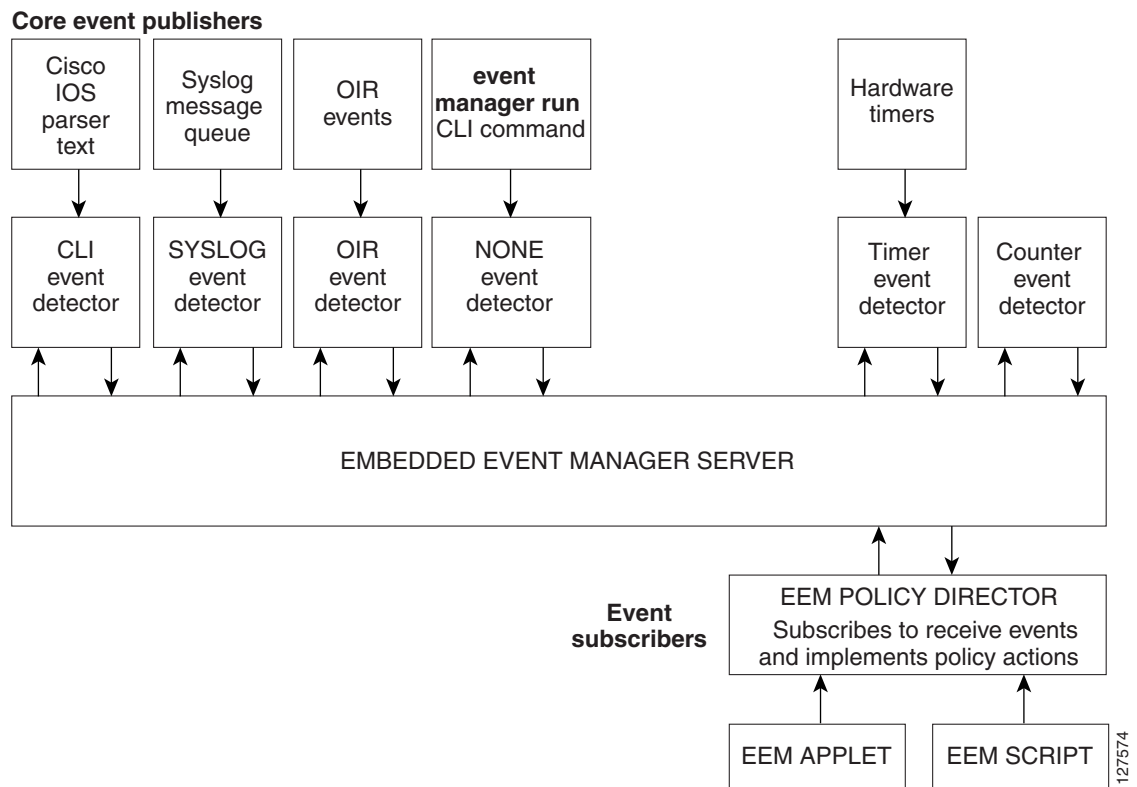 Core event publishers
Cisco
IOS
parser
text
Syslog
message
queue
OIR
events
event
manager run
CLI command
Hardware
timers
CLI
event
detector
SYSLOG
event
detector
OIR
event
detector
NONE
event
detector
Timer
event
detector
Counter
event
detector
EMBEDDED EVENT MANAGER SERVER
Event
subscribers
EEM POLICY DIRECTOR
Subscribes to receive events
and implements policy actions
EEM APPLET
EEM SCRIPT
127574